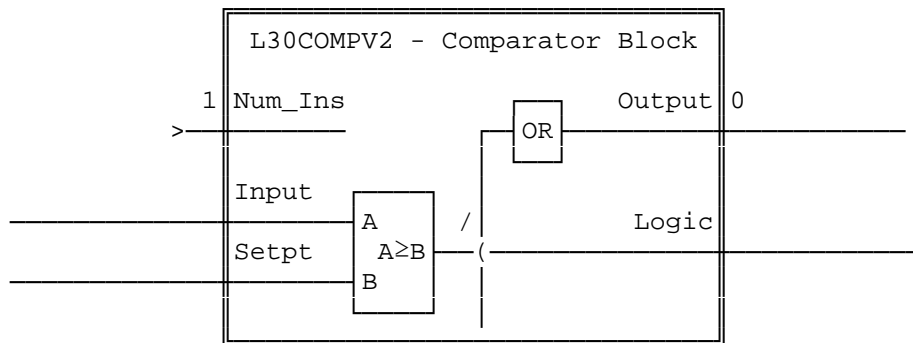 L30COMPV2 - Comparator Block
1 Num_Ins Output 0
>
OR
Input
A / Logic
Setpt A≥B (
B